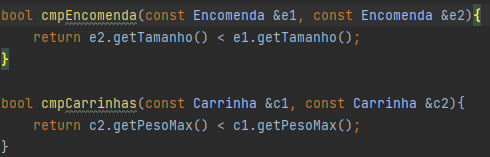 bool cmpEncomenda(const Encomenda &e1, const Encomenda &e2){
    return e2.getTamanho() < e1.getTamanho();
}

bool cmpCarrinhas(const Carrinha &c1, const Carrinha &c2){
    return c2.getPesoMax() < c1.getPesoMax();
}